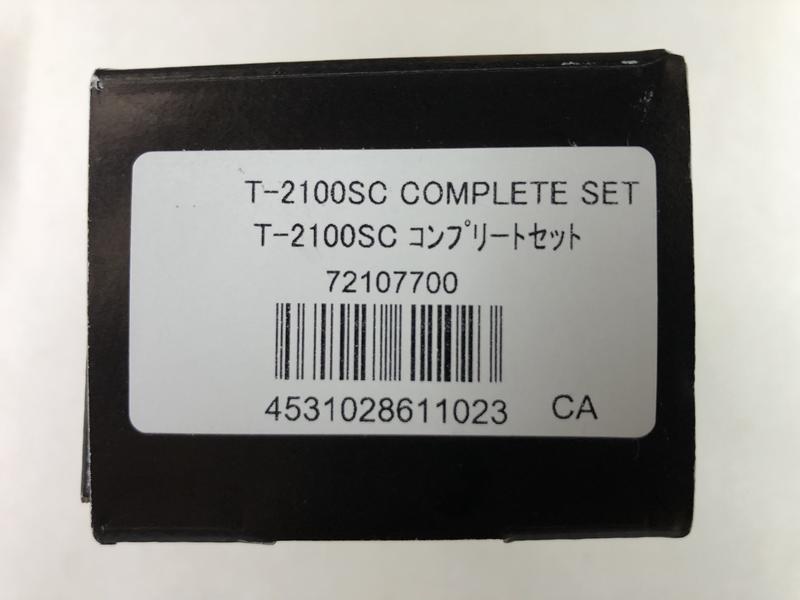 T-2100SC COMPLETE SET
T-2100SC ｺﾝﾌﾟﾘｰﾄｾｯﾄ
72107700
4531028611023 CA